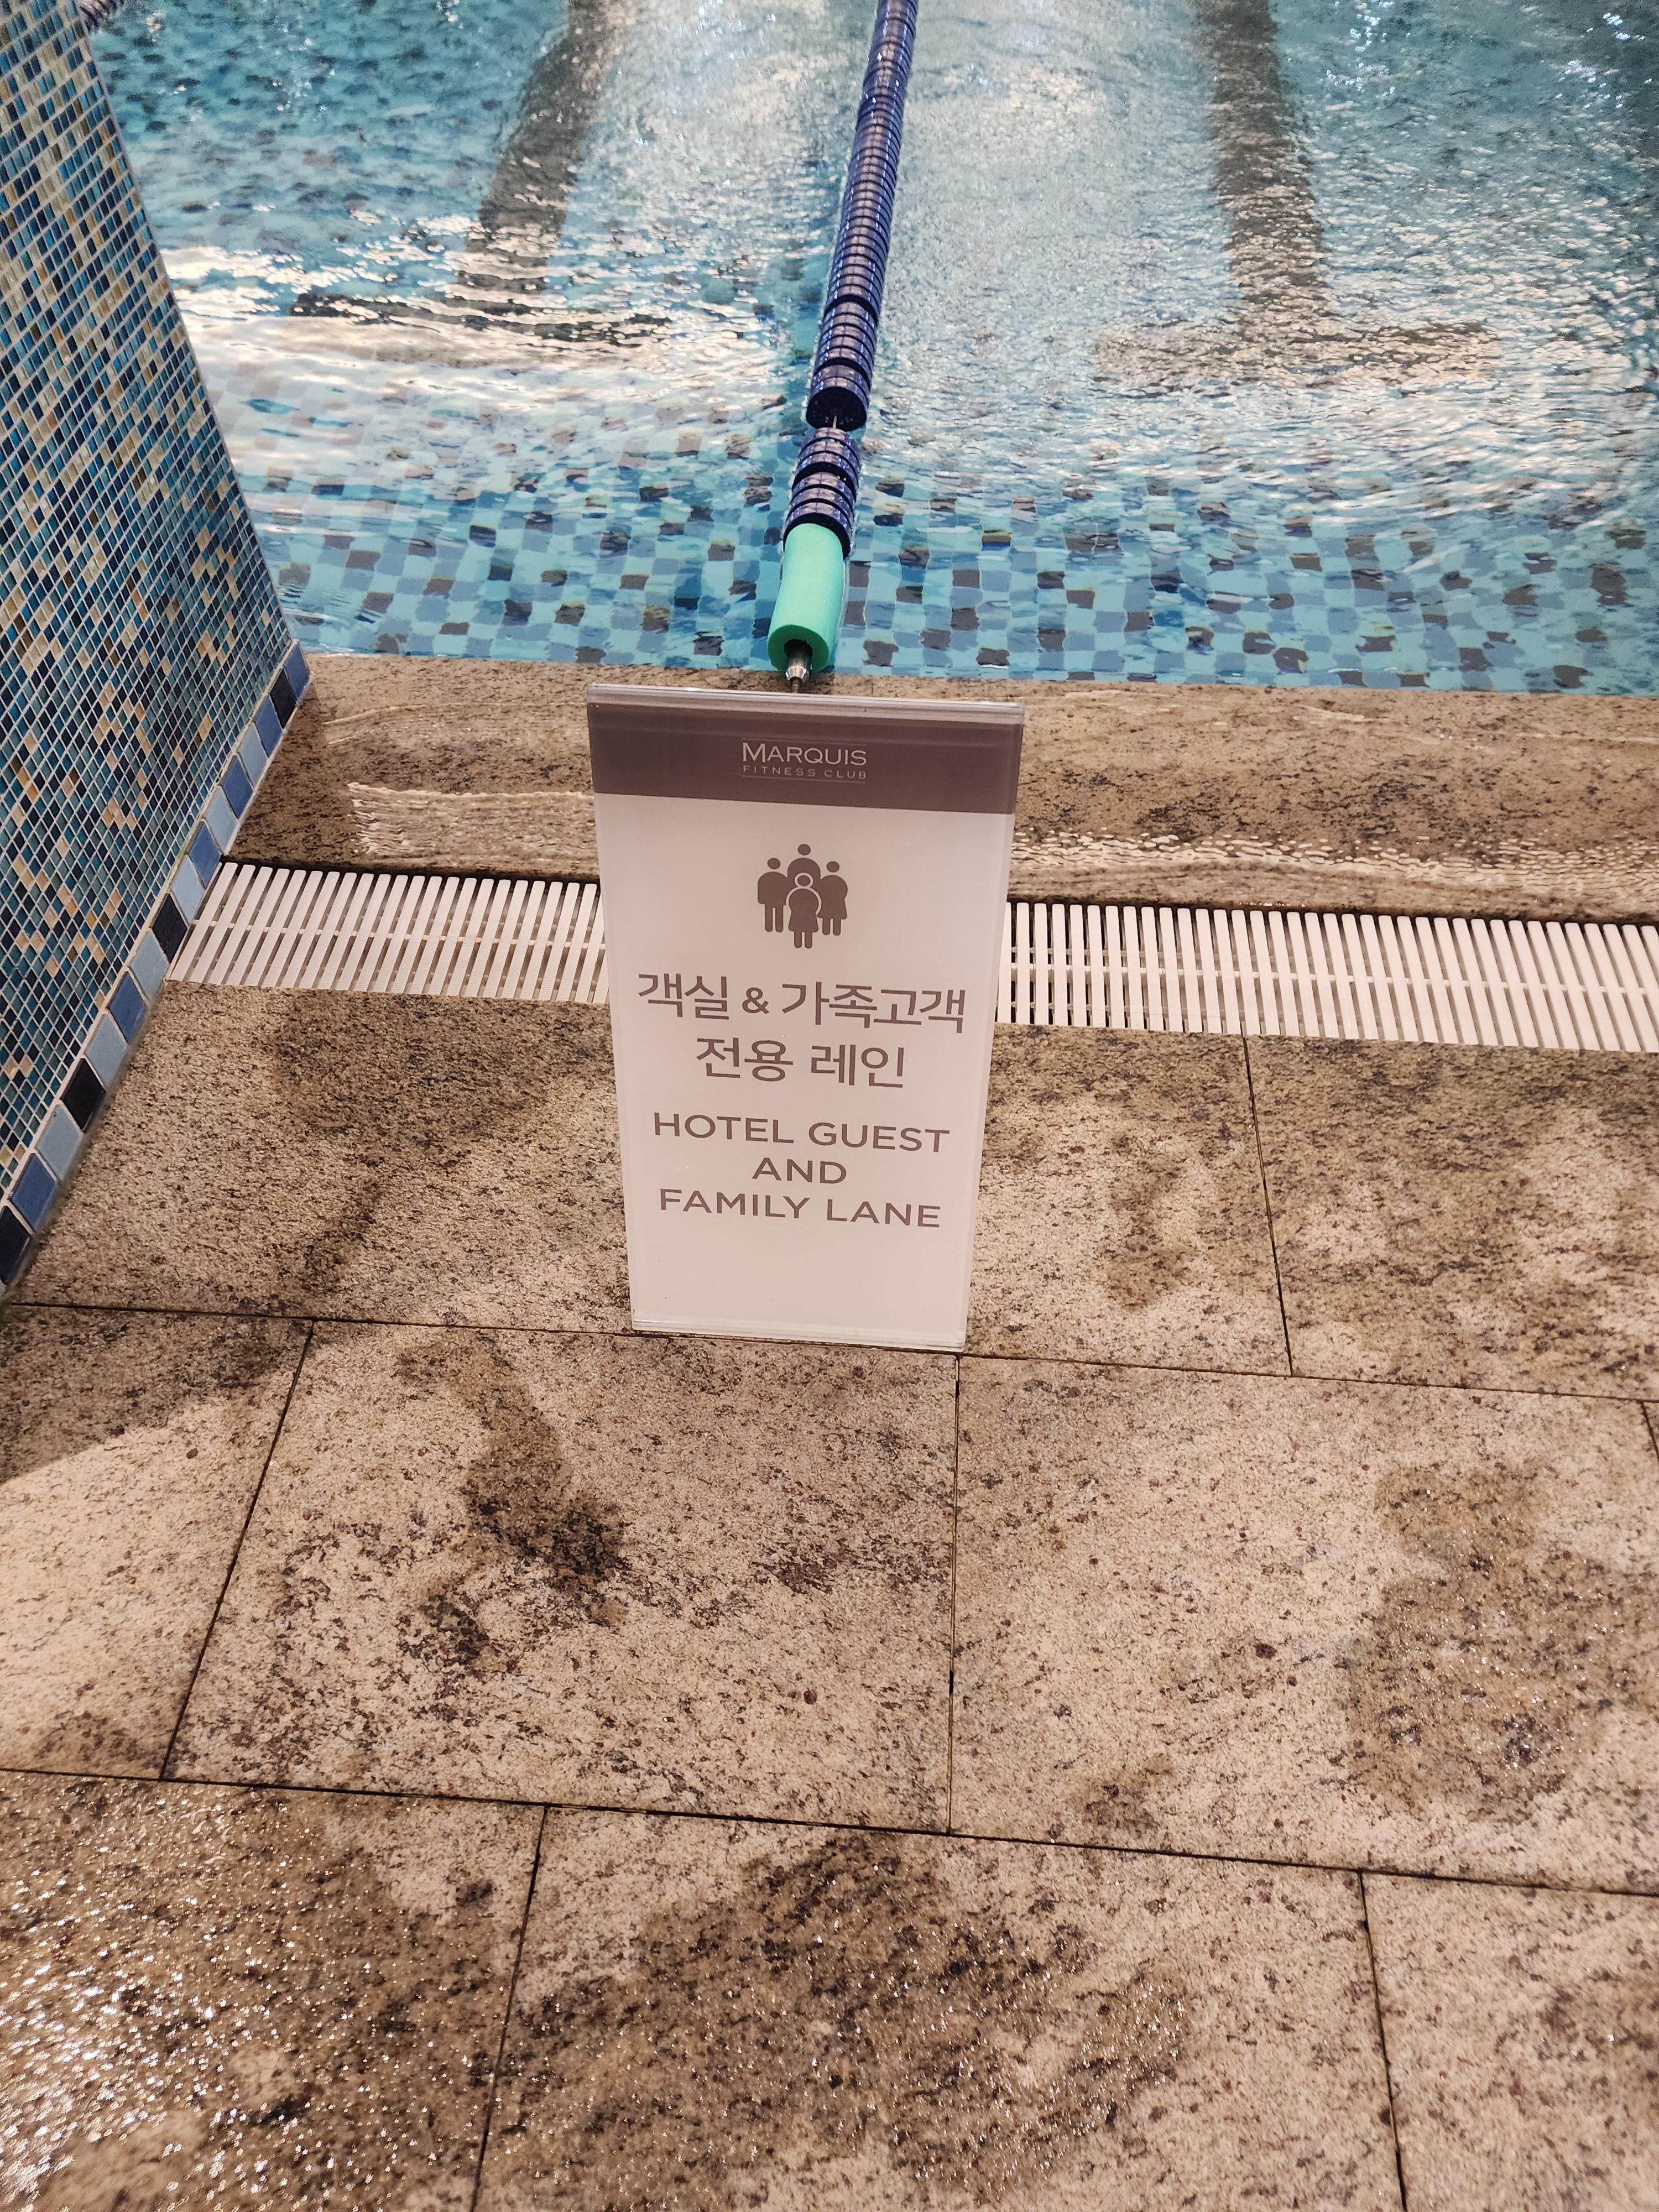 MARQUIS
FITNESS CLUB
객실 & 가족고객
전용 레인
HOTEL GUEST
AND
FAMILY LANE